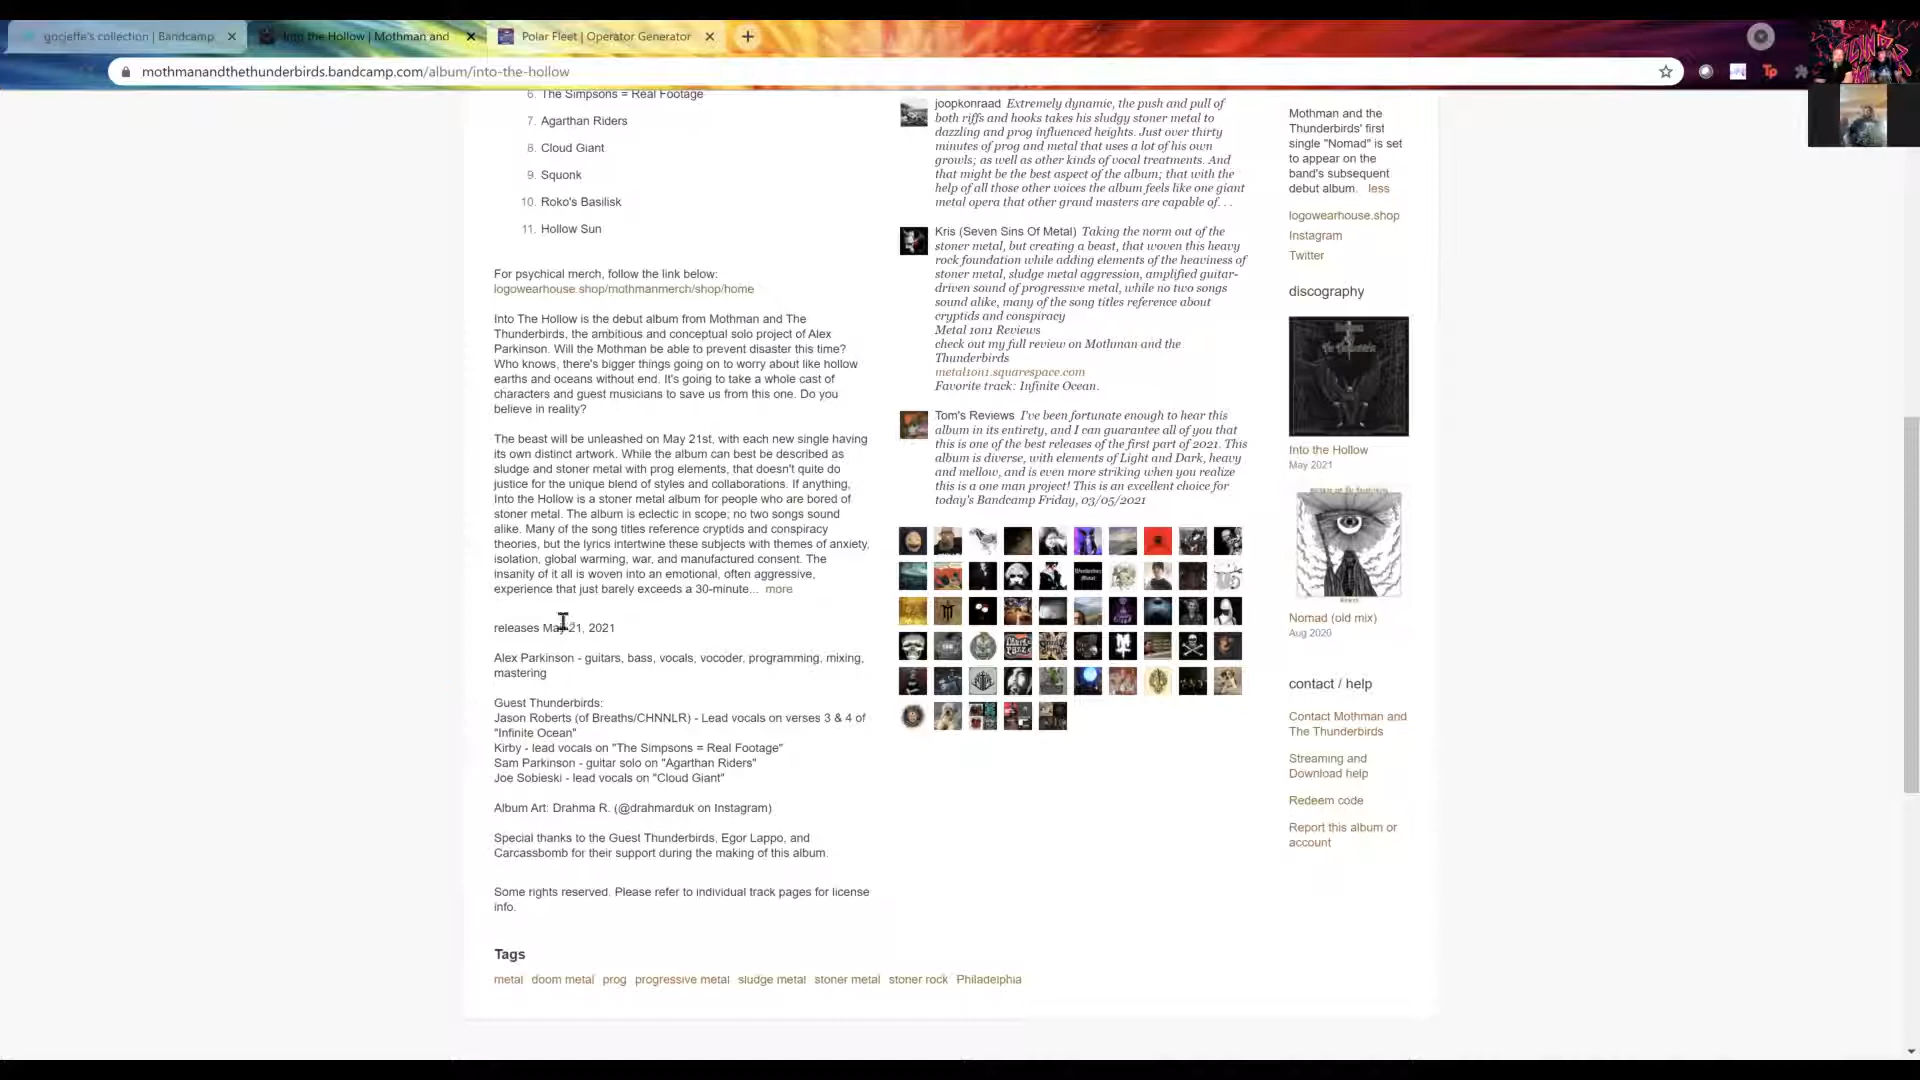 gocjeffe's collection | Bandcamp
Into the Hollow | Mothman and
Polar Fleet | Operator Generator
mothmanandthethunderbirds.bandcamp.com/album/into-the-hollow
6. The Simpsons = Real Footage
7. Agarthan Riders
8. Cloud Giant
9. Squonk
10. Roko's Basilisk
11. Hollow Sun
For psychical merch, follow the link below:
logowearhouse.shop/mothmanmerch/shop/home
Into The Hollow is the debut album from Mothman and The
Thunderbirds, the ambitious and conceptual solo project of Alex
Parkinson. Will the Mothman be able to prevent disaster this time?
Who knows, there's bigger things going on to worry about like hollow
earths and oceans without end. It's going to take a whole cast of
characters and guest musicians to save us from this one. Do you
believe in reality?
The beast will be unleashed on May 21st, with each new single having
its own distinct artwork. While the album can best be described as
sludge and stoner metal with prog elements, that doesn't quite do
justice for the unique blend of styles and collaborations. If anything,
Into the Hollow is a stoner metal album for people who are bored of
stoner metal. The album is eclectic in scope; no two songs sound
alike. Many of the song titles reference cryptids and conspiracy
theories, but the lyrics intertwine these subjects with themes of anxiety,
isolation, global warming, war, and manufactured consent. The
insanity of it all is woven into an emotional, often aggressive,
experience that just barely exceeds a 30-minute... more
releases May 21, 2021
Alex Parkinson - guitars, bass, vocals, vocoder, programming, mixing,
mastering
Guest Thunderbirds:
Jason Roberts (of Breaths/CHNNLR) - Lead vocals on verses 3 & 4 of
"Infinite Ocean"
Kirby - lead vocals on "The Simpsons = Real Footage"
Sam Parkinson - guitar solo on "Agarthan Riders"
Joe Sobieski - lead vocals on "Cloud Giant"
Album Art: Drahma R. (@drahmarduk on Instagram)
Special thanks to the Guest Thunderbirds, Egor Lappo, and
Carcassbomb for their support during the making of this album.
Some rights reserved. Please refer to individual track pages for license
info.
Tags
metal doom metal prog progressive metal sludge metal stoner metal stoner rock Philadelphia
joopkonraad Extremely dynamic, the push and pull of
both riffs and hooks takes his sludgy stoner metal to
dazzling and prog influenced heights. Just over thirty
minutes of prog and metal that uses a lot of his own
growls; as well as other kinds of vocal treatments. And
that might be the best aspect of the album; that with the
help of all those other voices the album feels like one giant
metal opera that other grand masters are capable of. . .
Kris (Seven Sins Of Metal) Taking the norm out of the
stoner metal, but creating a beast, that woven this heavy
rock foundation while adding elements of the heaviness of
stoner metal, sludge metal aggression, amplified guitar-
driven sound of progressive metal, while no two songs
sound alike, many of the song titles reference about
cryptids and conspiracy
Metal 1on1 Reviews
check out my full review on Mothman and the
Thunderbirds
metal1on1.squarespace.com
Favorite track: Infinite Ocean.
Tom's Reviews I've been fortunate enough to hear this
album in its entirety, and I can guarantee all of you that
this is one of the best releases of the first part of 2021. This
album is diverse, with elements of Light and Dark, heavy
and mellow, and is even more striking when you realize
this is a one man project! This is an excellent choice for
today's Bandcamp Friday, 03/05/2021
Mothman and the
Thunderbirds' first
single "Nomad" is set
to appear on the
band's subsequent
debut album. less
logowearhouse.shop
Instagram
Twitter
discography
Into the Hollow
May 2021
Nomad (old mix)
Aug 2020
contact / help
Contact Mothman and
The Thunderbirds
Streaming and
Download help
Redeem code
Report this album or
account